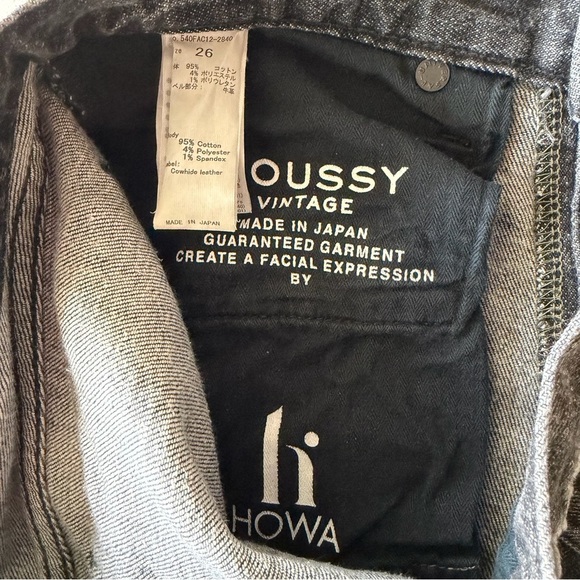 540FAC12-2840
26
95% コットン
4% ポリエステル
1% ポリウレタン
ベル部分: 牛革
95% Cotton
4% Polyester
1% Spandex
Cowhide leather
MADE IN JAPAN
OUSSY
VINTAGE
MADE IN JAPAN
GUARANTEED GARMENT
CREATE A FACIAL EXPRESSION
BY
HOWA